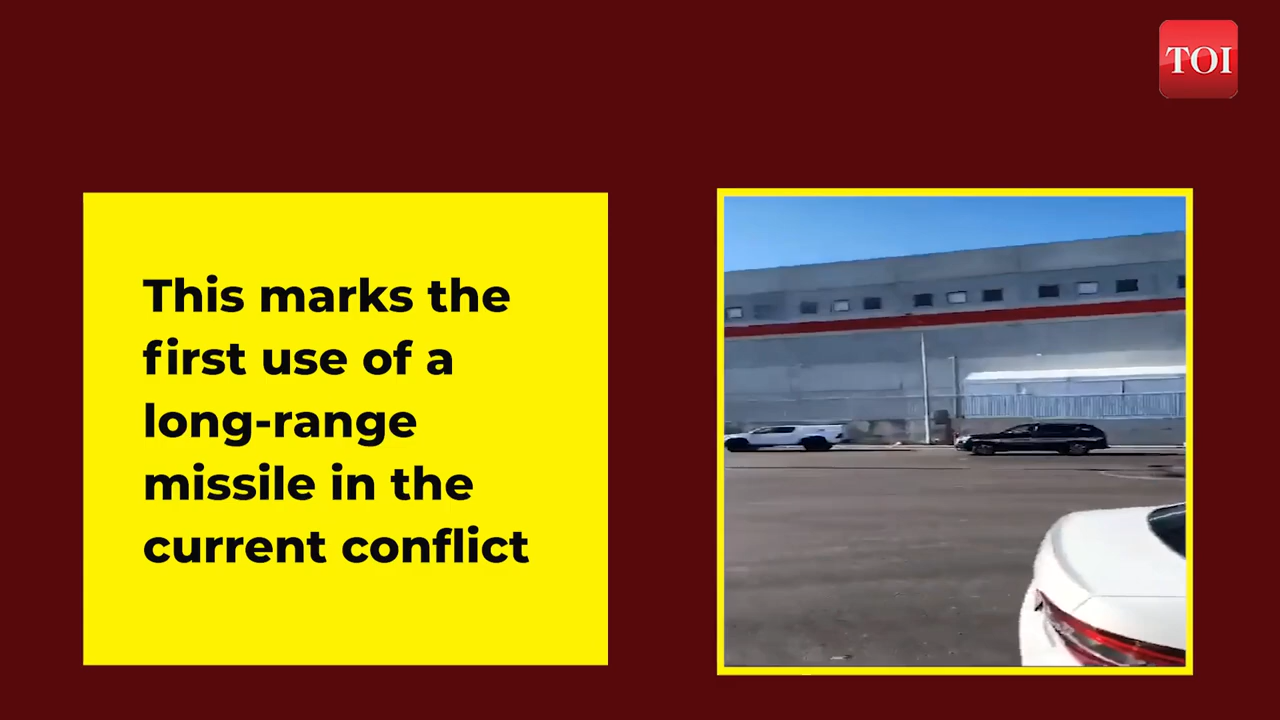 TOI
This marks the
first use of a
long-range
missile in the
current conflict